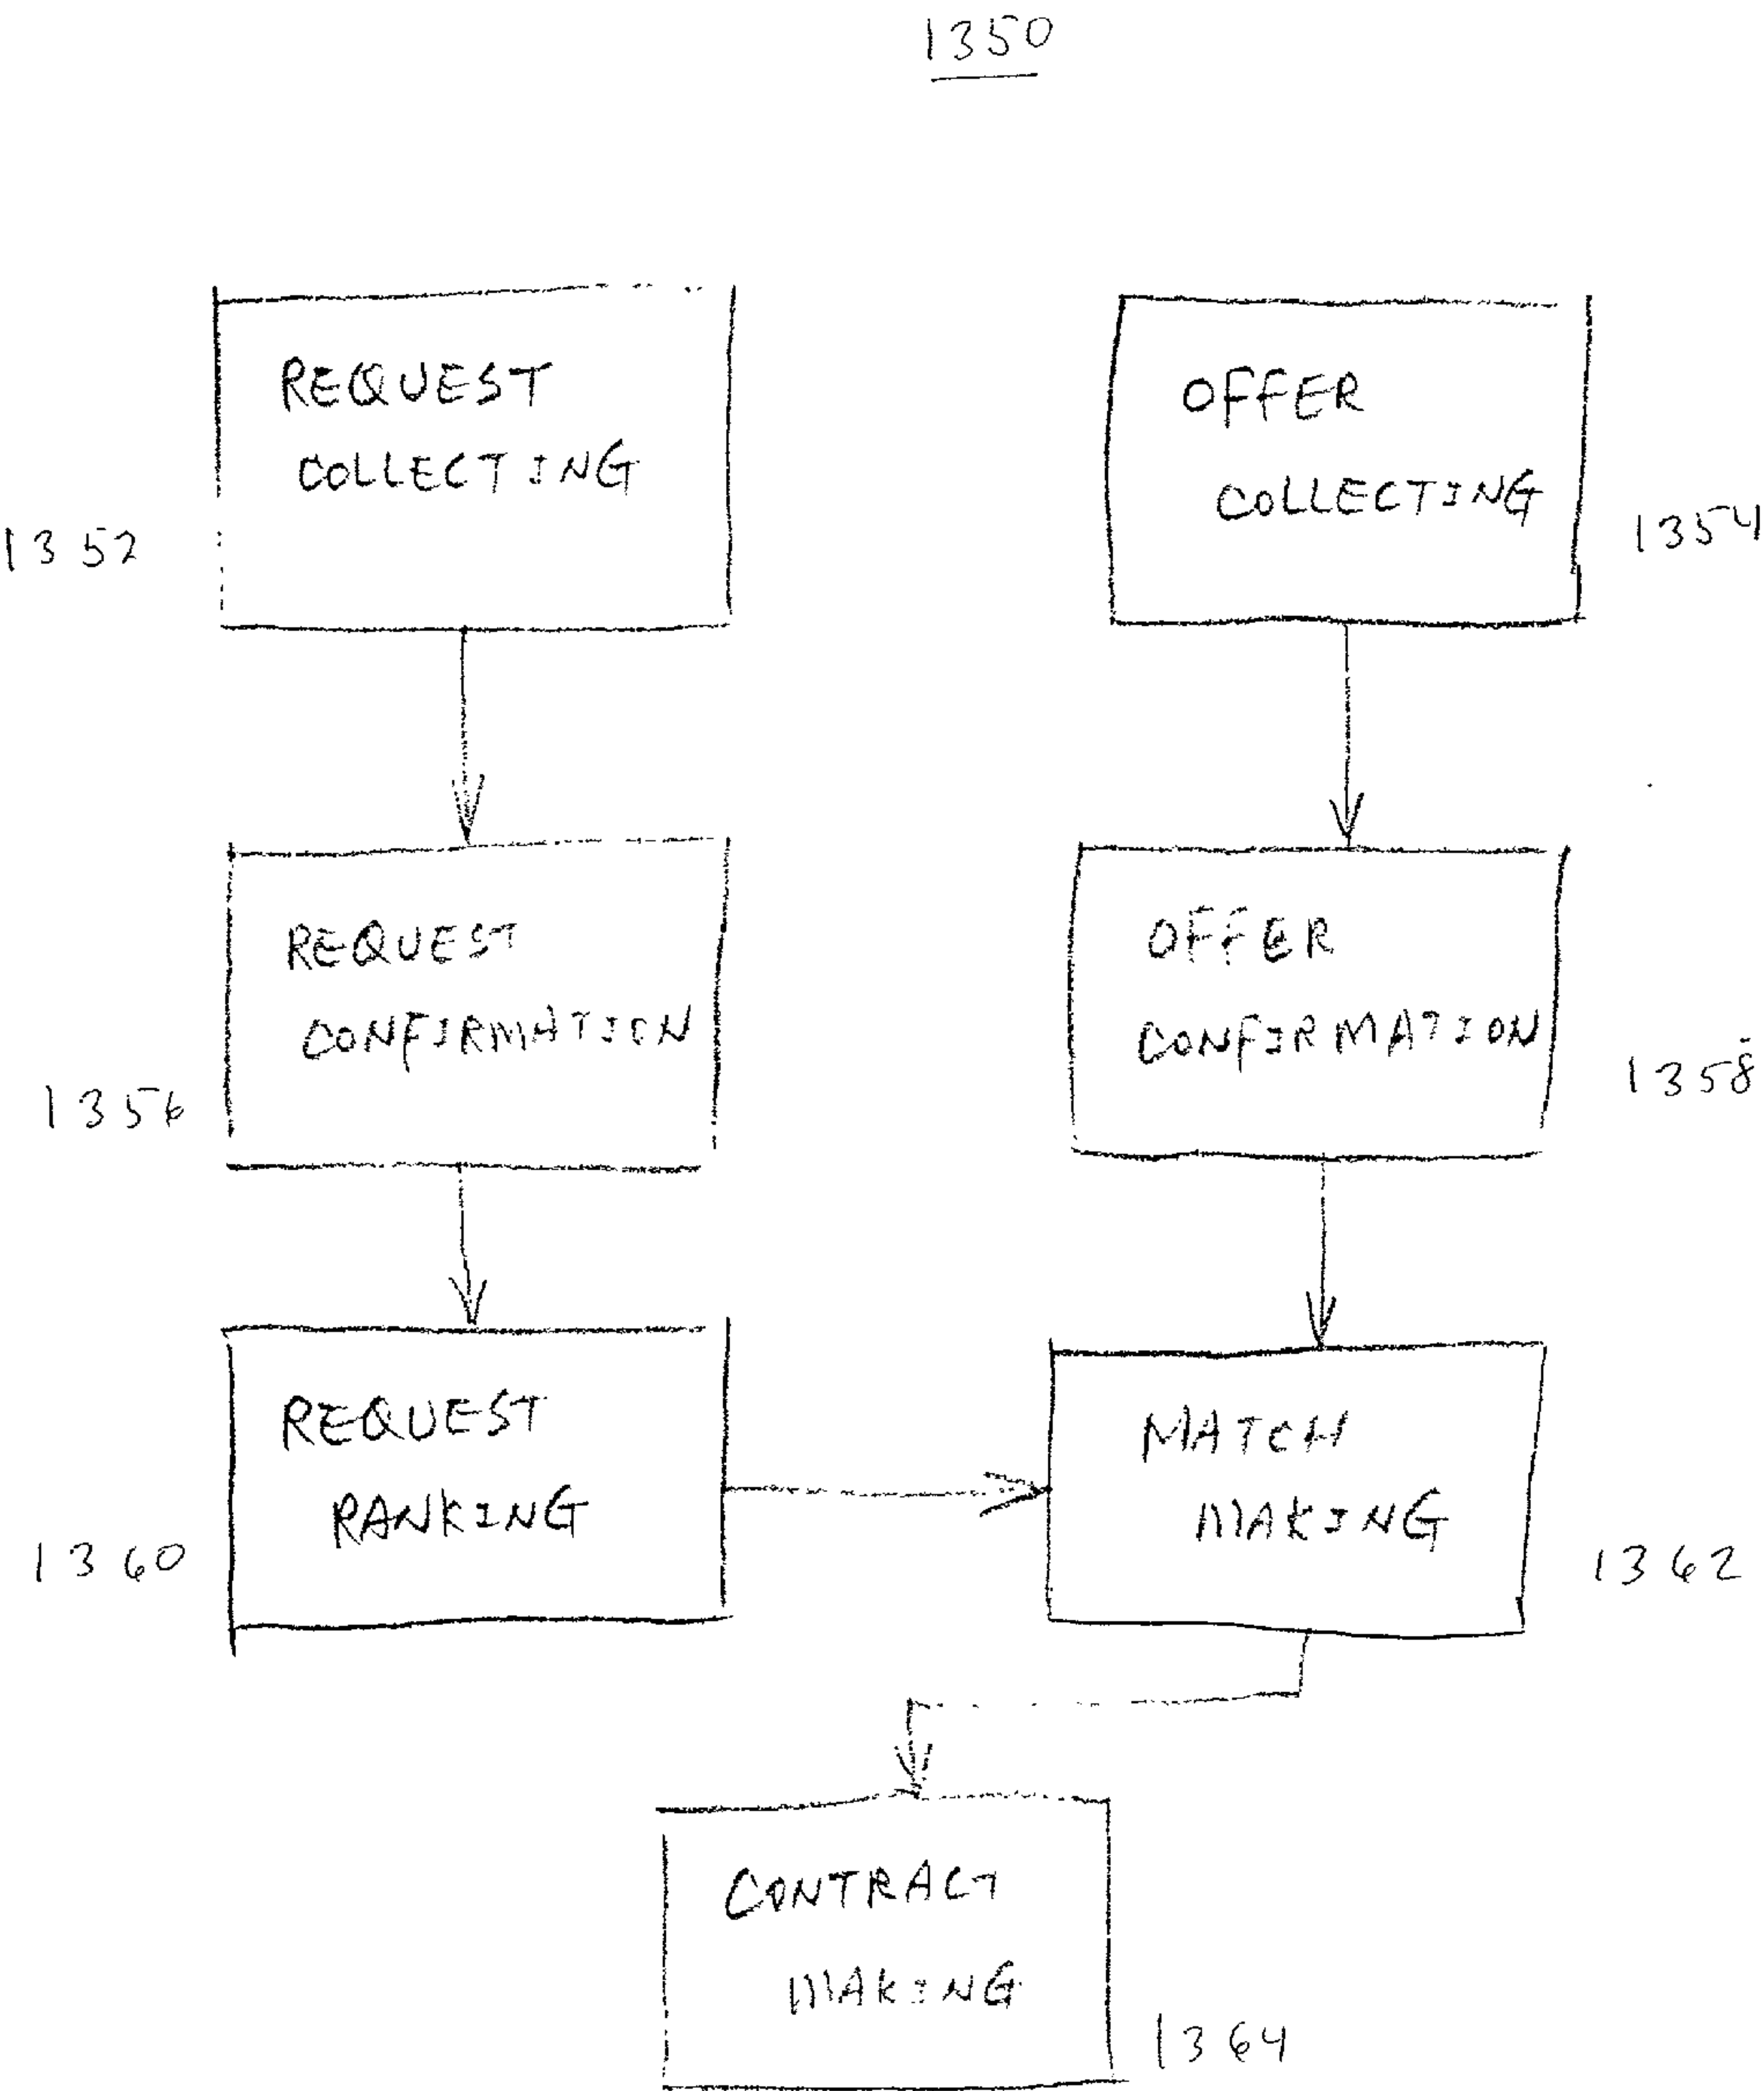 1350
REQUEST
COLLECTING
1352
OFFER
COLLECTING
1354
REQUEST
CONFIRMATION
1356
OFFER
CONFIRMATION
1358
REQUEST
RANKING
1360
MATCH
MAKING
1362
CONTRACT
MAKING
1364